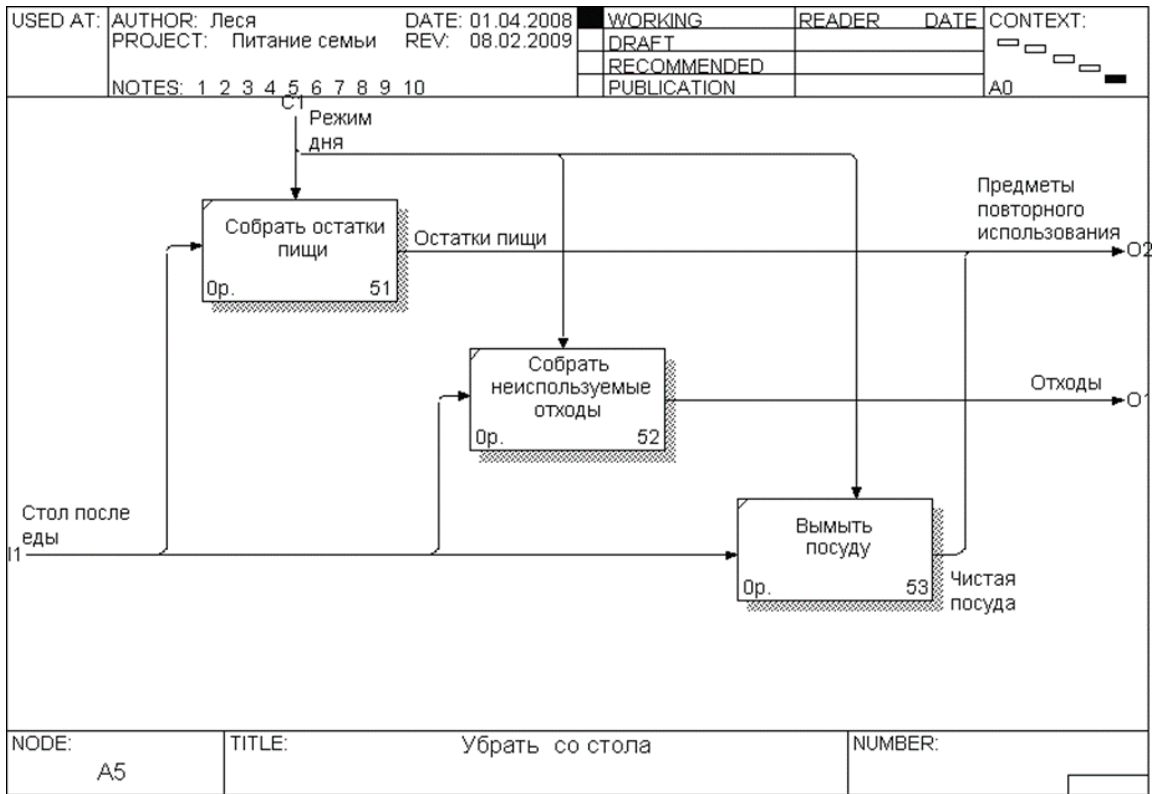 USED AT:
AUTHOR: Леся
DATE: 01.04.2008
PROJECT: Питание семьи
REV: 08.02.2009
NOTES: 1 2 3 4 5 6 7 8 9 10
WORKING
DRAFT
RECOMMENDED
PUBLICATION
READER DATE
CONTEXT:
A0
C1
Режим
дня
Собрать остатки
пищи
0р. 51
Остатки пищи
Предметы
повторного
использования
O2
Собрать
неиспользуемые
отходы
0р. 52
Отходы
O1
Стол после
еды
I1
Вымыть
посуду
0р. 53
Чистая
посуда
NODE:
A5
TITLE:
Убрать со стола
NUMBER: